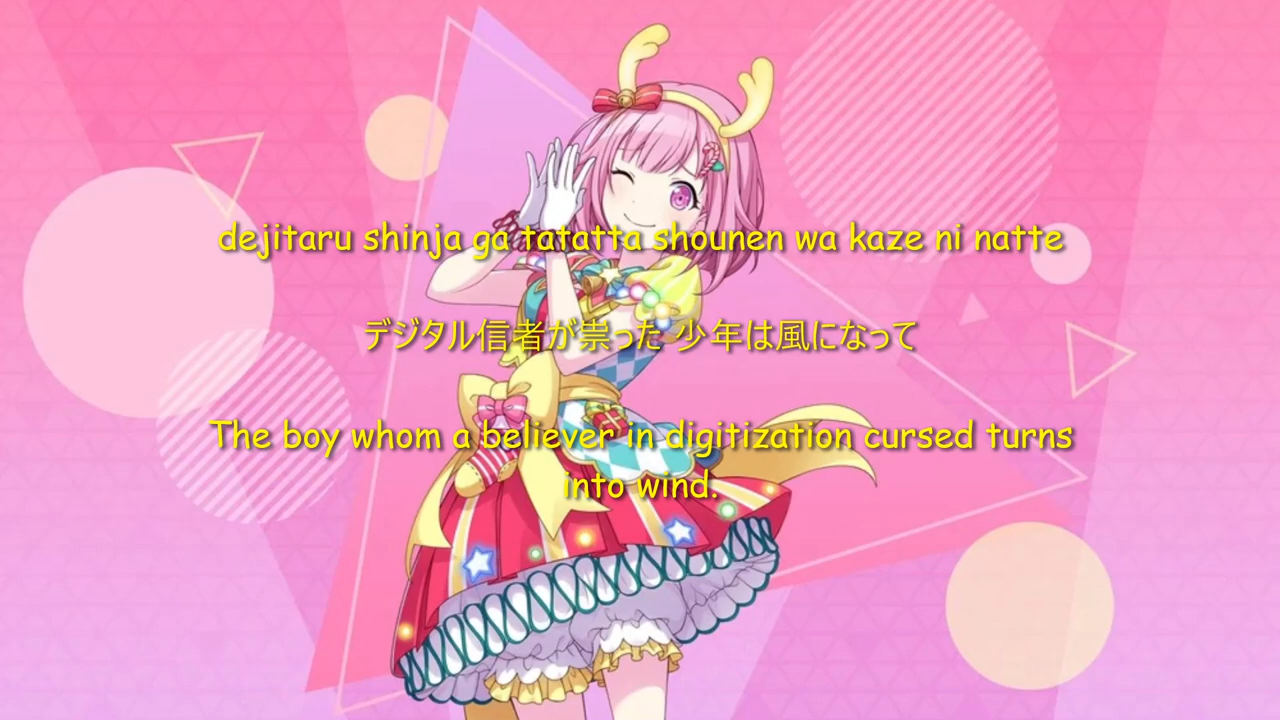 dejitaru shinja ga tatatta shounen wa kaze ni natte
デジタル信者が祟った 少年は風になって
The boy whom a believer in digitization cursed turns
into wind.